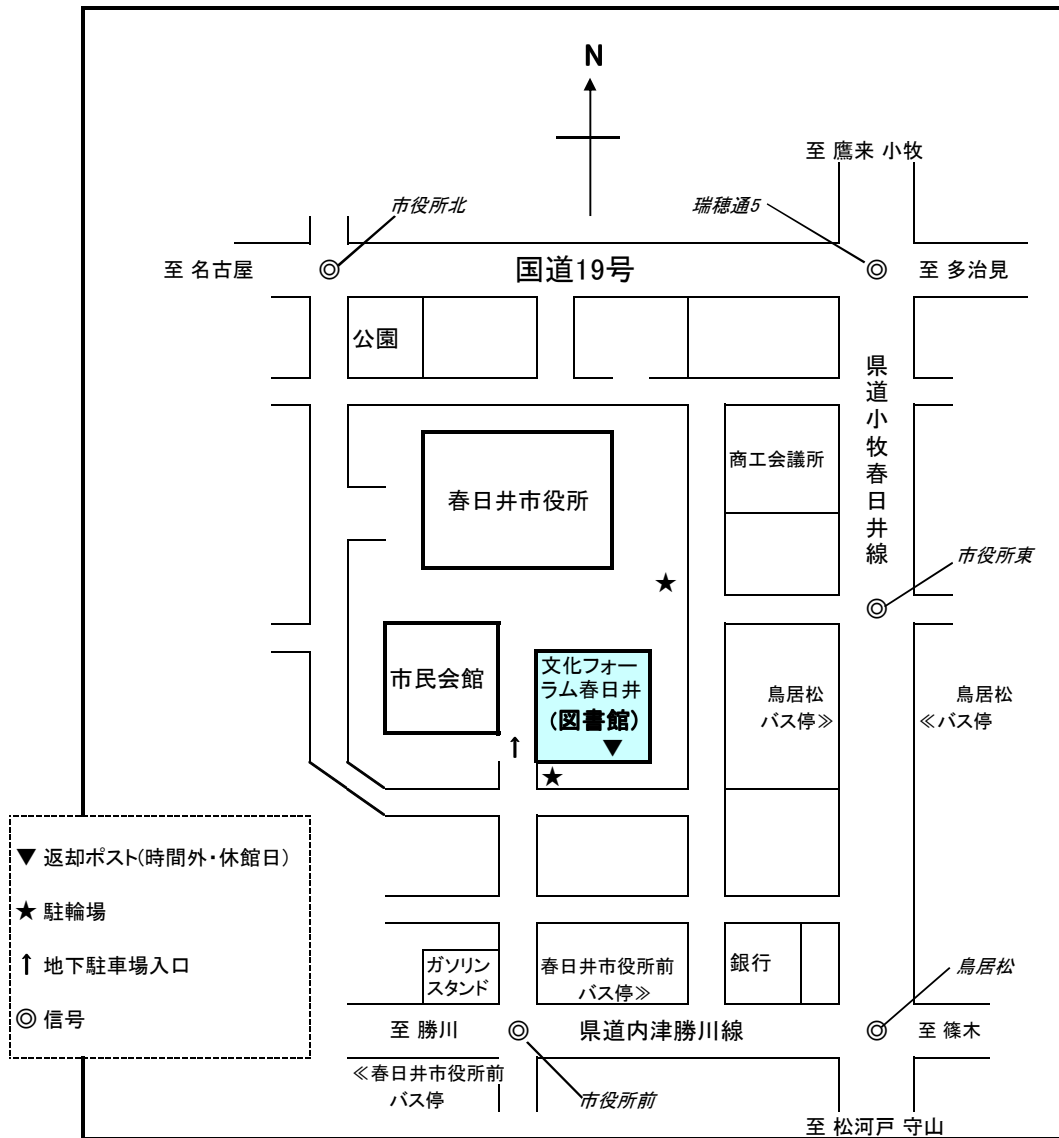 N
至 鷹来 小牧
市役所北
瑞穂通5
至 名古屋
◎
国道19号
◎
至 多治見
公園
県道小牧春日井線
商工会議所
春日井市役所
市役所東
★
◎
市民会館
文化フォー
ラム春日井
(図書館)
▼
↑
★
鳥居松
バス停≫
鳥居松
≪バス停
▼ 返却ポスト(時間外・休館日)
★ 駐輪場
↑ 地下駐車場入口
◎ 信号
ガソリン
スタンド
春日井市役所前
バス停≫
銀行
鳥居松
至 勝川
◎
県道内津勝川線
◎
至 篠木
≪春日井市役所前
バス停
市役所前
至 松河戸 守山